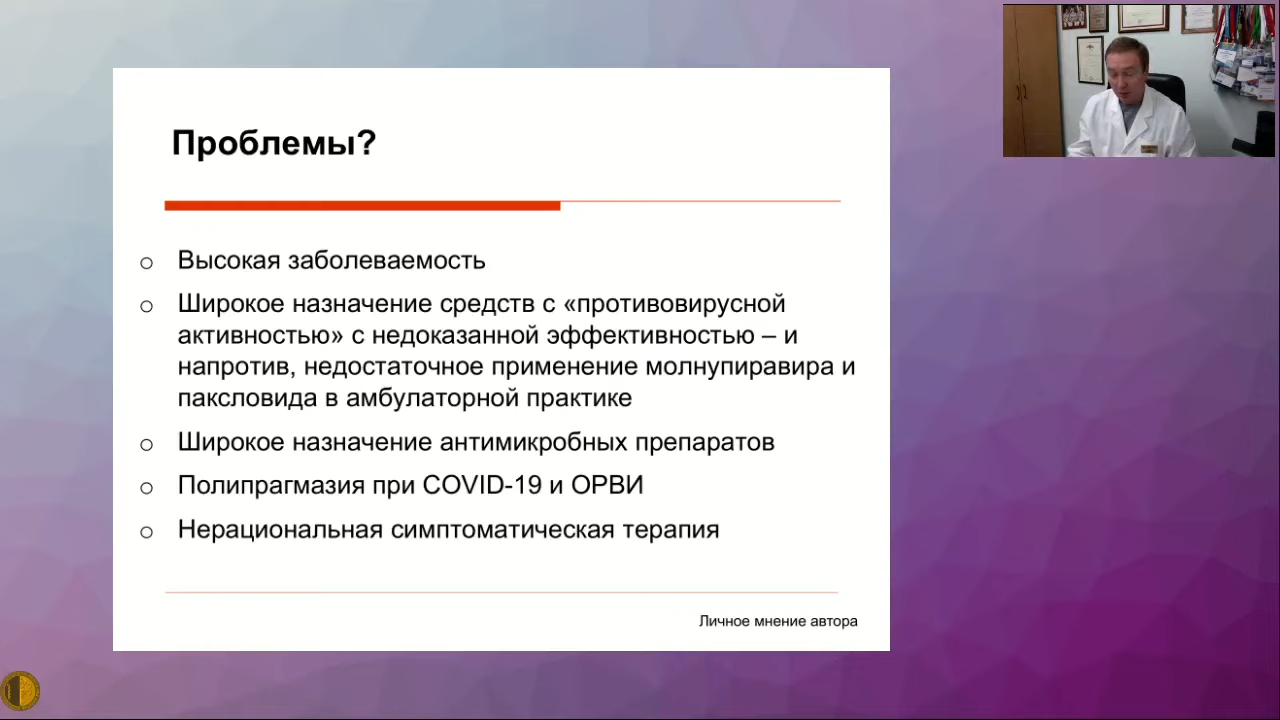 Проблемы?
o Высокая заболеваемость
o Широкое назначение средств с «противовирусной
активностью» с недоказанной эффективностью – и
напротив, недостаточное применение молнупиравира и
паксловида в амбулаторной практике
o Широкое назначение антимикробных препаратов
o Полипрагмазия при COVID-19 и ОРВИ
o Нерациональная симптоматическая терапия
Личное мнение автора